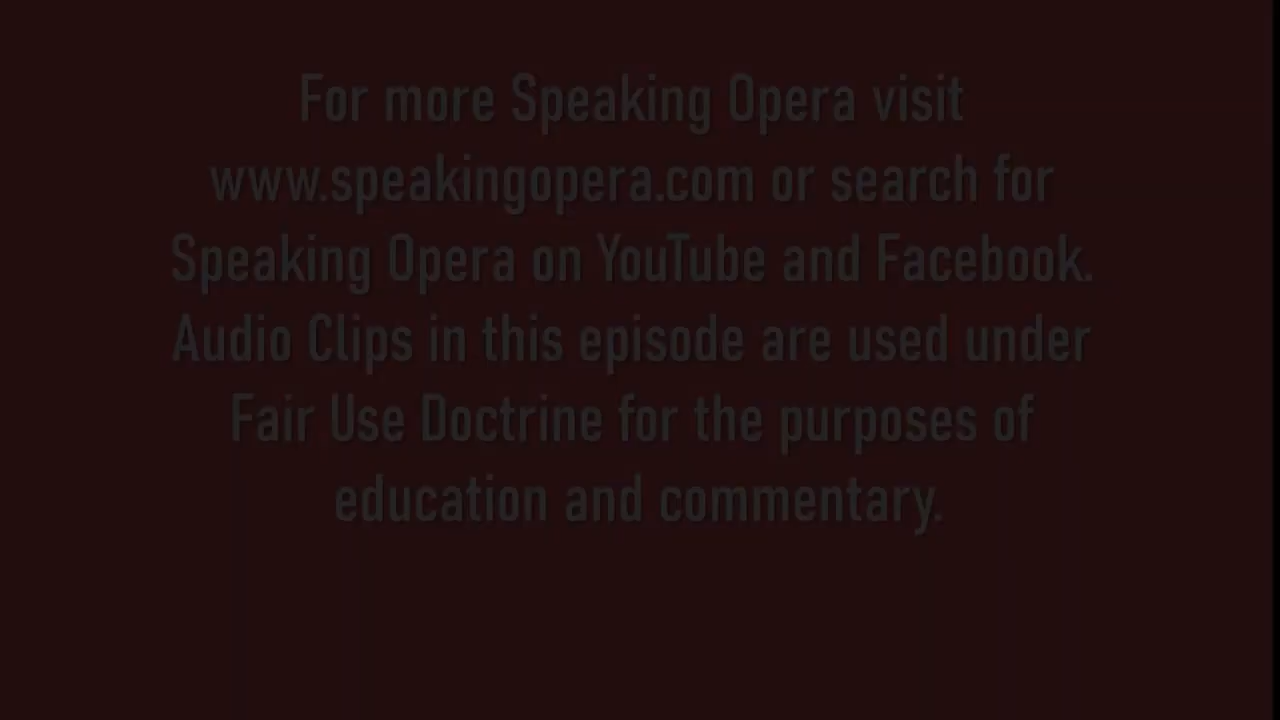 For more Speaking Opera visit
www.speakingopera.com or search for
Speaking Opera on YouTube and Facebook.
Audio Clips in this episode are used under
Fair Use Doctrine for the purposes of
education and commentary.